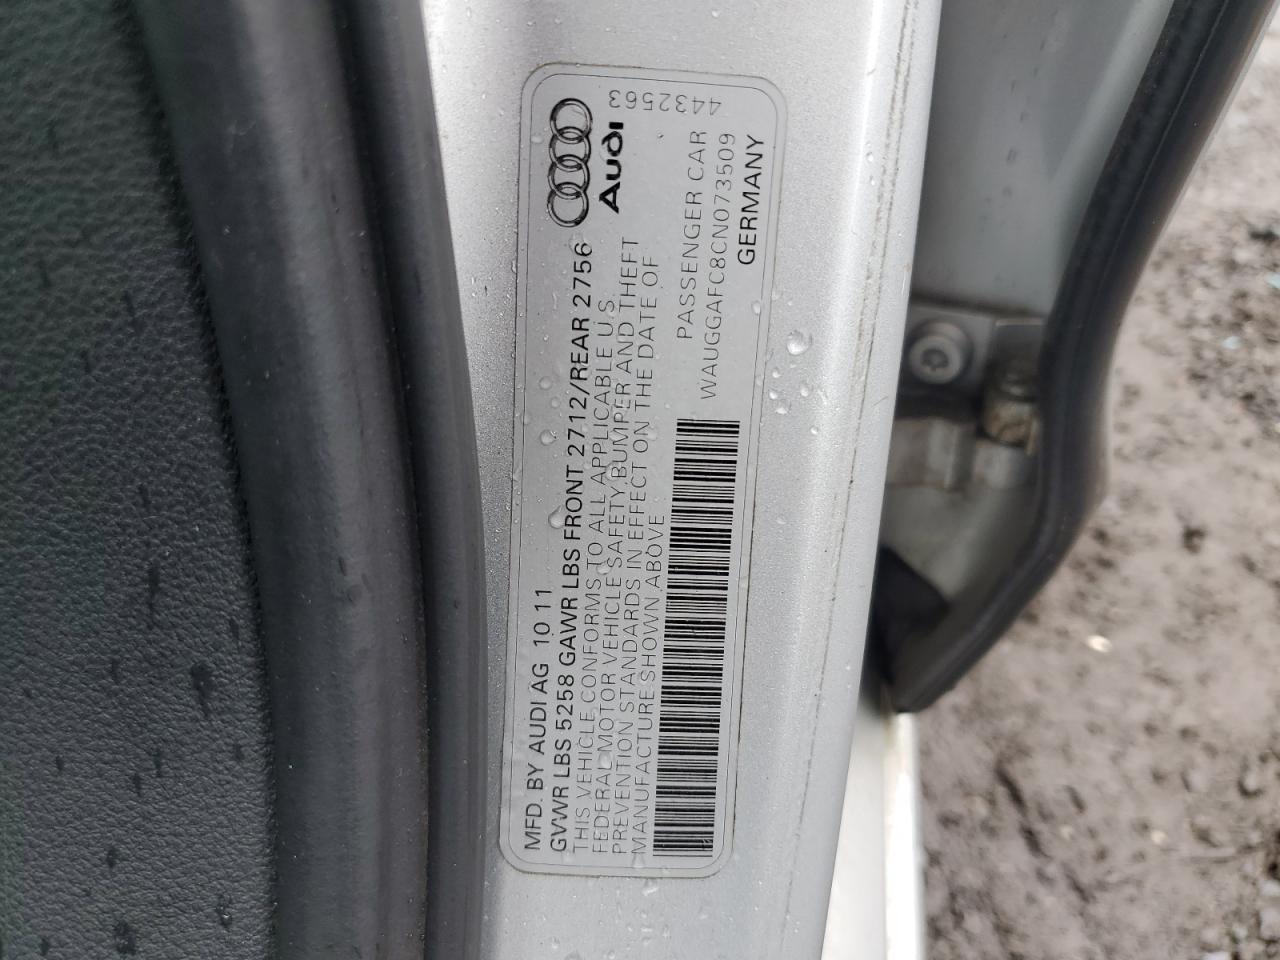 MFD. BY AUDI AG 10 11
GVWR LBS 5258 GAWR LBS FRONT 2712/REAR 2756
THIS VEHICLE CONFORMS TO ALL APPLICABLE U.S.
FEDERAL MOTOR VEHICLE SAFETY, BUMPER AND THEFT
PREVENTION STANDARDS IN EFFECT ON THE DATE OF
MANUFACTURE SHOWN ABOVE
Audi
4432563
PASSENGER CAR
WAUGGAFC8CN073509
GERMANY